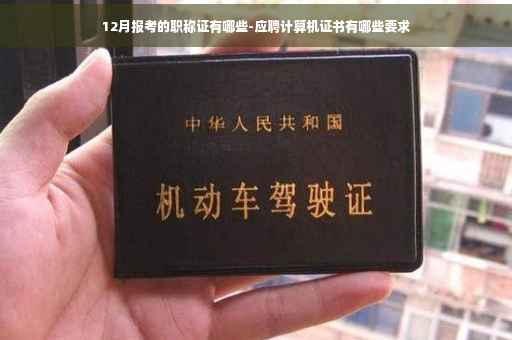 12月报考的职称证有哪些-应聘计算机证书有哪些要求
中华人民共和国
机动车驾驶证